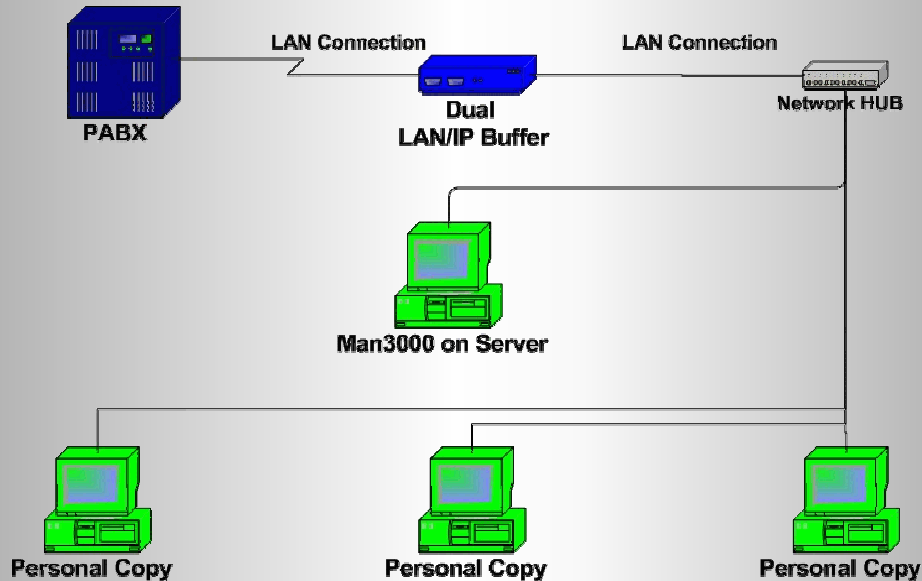 LAN Connection
LAN Connection
PABX
Dual
LAN/IP Buffer
Network HUB
Man3000 on Server
Personal Copy
Personal Copy
Personal Copy